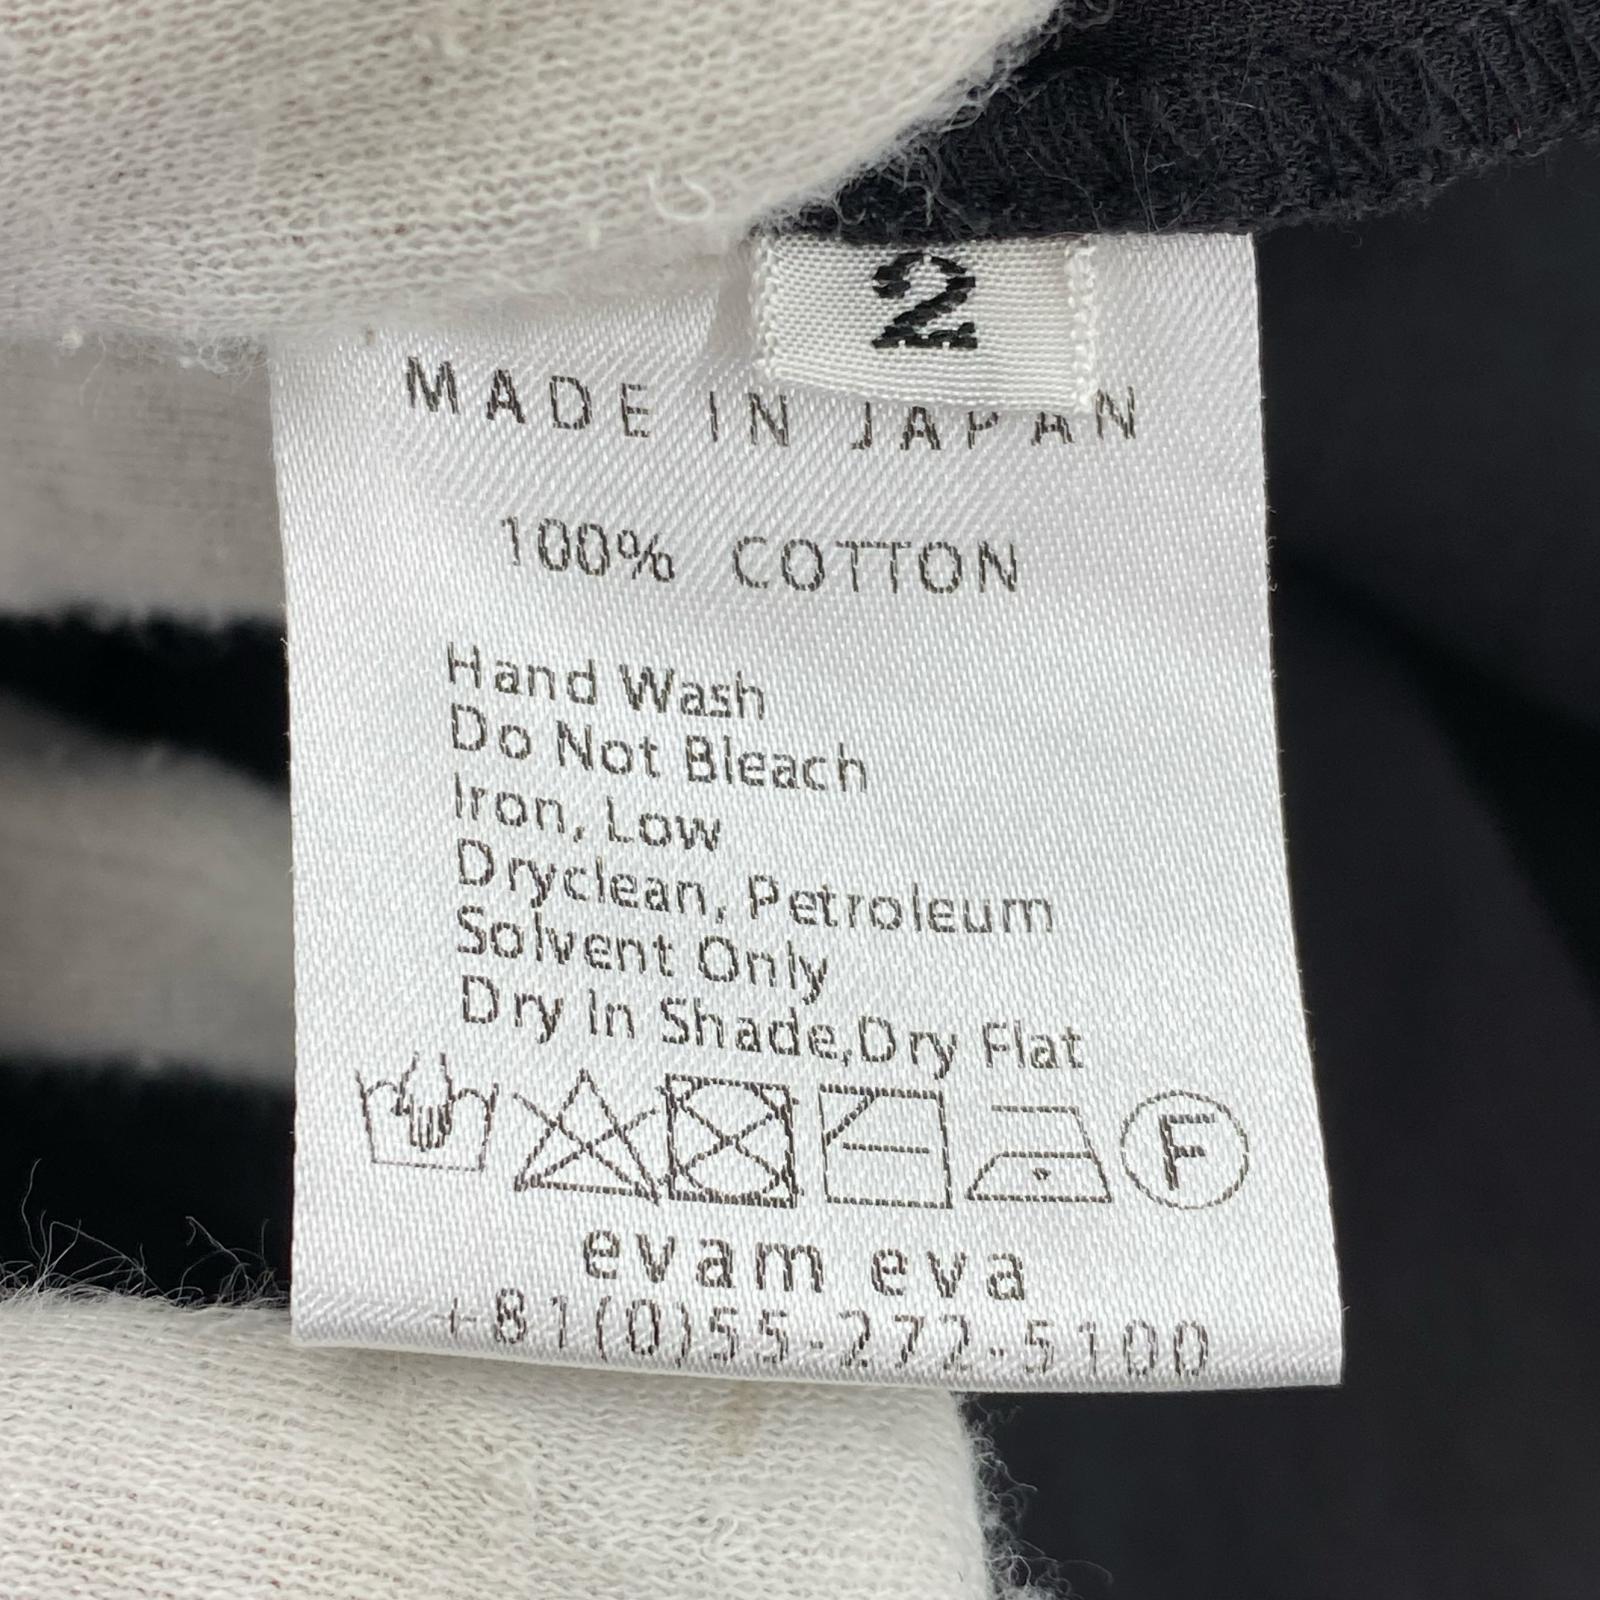 2
MADE IN JAPAN
100% COTTON
Hand Wash
Do Not Bleach
Iron, Low
Dryclean, Petroleum
Solvent Only
Dry In Shade,Dry Flat
F
evam eva
+81(0)55-272-5100